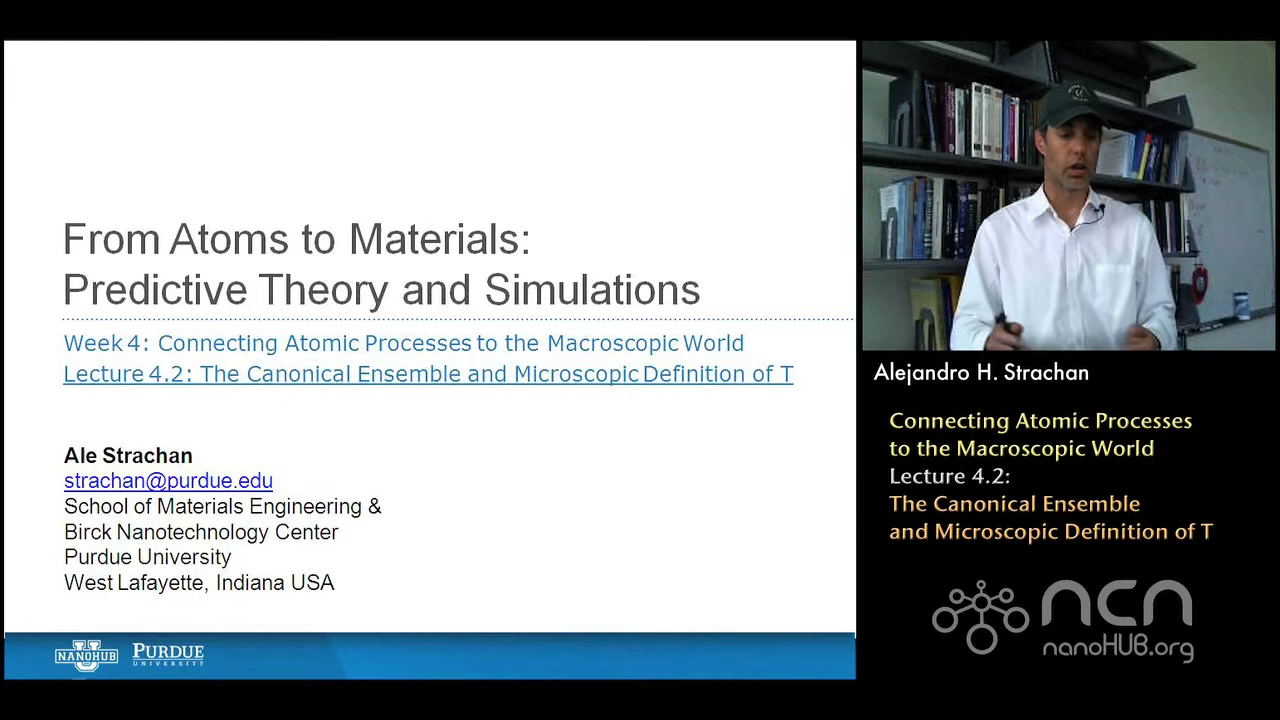 From Atoms to Materials:
Predictive Theory and Simulations
Week 4: Connecting Atomic Processes to the Macroscopic World
Lecture 4.2: The Canonical Ensemble and Microscopic Definition of T
Ale Strachan
strachan@purdue.edu
School of Materials Engineering &
Birck Nanotechnology Center
Purdue University
West Lafayette, Indiana USA
NANOHUB
PURDUE
UNIVERSITY
Alejandro H. Strachan
Connecting Atomic Processes
to the Macroscopic World
Lecture 4.2:
The Canonical Ensemble
and Microscopic Definition of T
ncn
nanoHUB.org